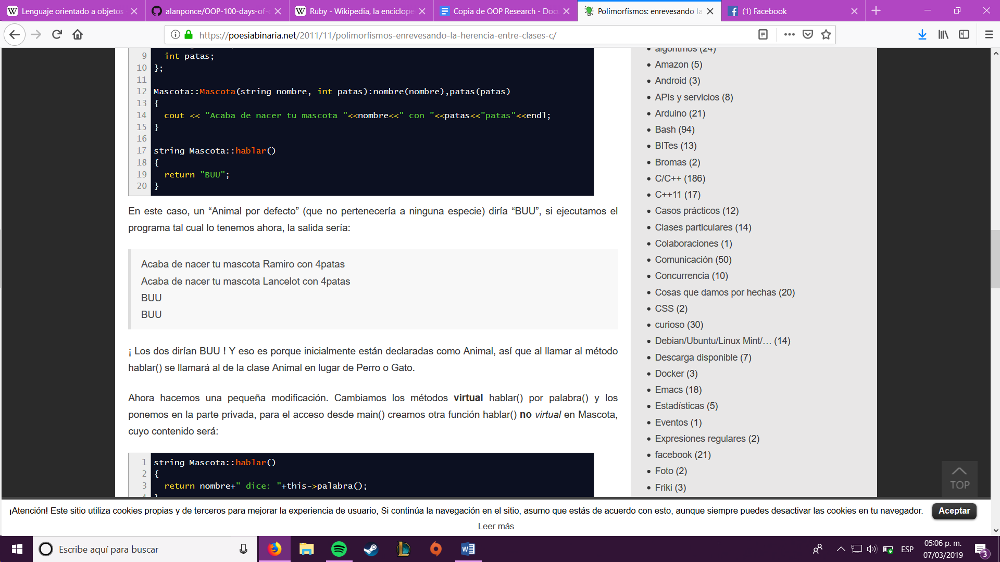 Lenguaje orientado a objetos
alanponce/OOP-100-days-of-
Ruby - Wikipedia, la enciclope
Copia de OOP Research - Doc
Polimorfismos: enrevesando la
(1) Facebook
https://poesiabinaria.net/2011/11/polimorfismos-enrevesando-la-herencia-entre-clases-c/
9 int patas;
10 };
11
12 Mascota::Mascota(string nombre, int patas):nombre(nombre),patas(patas)
13 {
14 cout << "Acaba de nacer tu mascota "<<nombre<<" con "<<patas<<"patas"<<endl;
15 }
16
17 string Mascota::hablar()
18 {
19 return "BUU";
20 }
En este caso, un “Animal por defecto” (que no pertenecería a ninguna especie) diría “BUU”, si ejecutamos el
programa tal cual lo tenemos ahora, la salida sería:
Acaba de nacer tu mascota Ramiro con 4patas
Acaba de nacer tu mascota Lancelot con 4patas
BUU
BUU
¡ Los dos dirían BUU ! Y eso es porque inicialmente están declaradas como Animal, así que al llamar al método
hablar() se llamará al de la clase Animal en lugar de Perro o Gato.
Ahora hacemos una pequeña modificación. Cambiamos los métodos virtual hablar() por palabra() y los
ponemos en la parte privada, para el acceso desde main() creamos otra función hablar() no virtual en Mascota,
cuyo contenido será:
1 string Mascota::hablar()
2 {
3 return nombre+" dice: "+this->palabra();
algoritmos (24)
Amazon (5)
Android (3)
APIs y servicios (8)
Arduino (21)
Bash (94)
BITes (13)
Bromas (2)
C/C++ (186)
C++11 (17)
Casos prácticos (12)
Clases particulares (14)
Colaboraciones (1)
Comunicación (50)
Concurrencia (10)
Cosas que damos por hechas (20)
CSS (2)
curioso (30)
Debian/Ubuntu/Linux Mint/… (14)
Descarga disponible (7)
Docker (3)
Emacs (18)
Estadísticas (5)
Eventos (1)
Expresiones regulares (2)
facebook (21)
Foto (2)
Friki (3)
TOP
¡Atención! Este sitio utiliza cookies propias y de terceros para mejorar la experiencia de usuario, Si continúa la navegación en el sitio, asumo que estás de acuerdo con esto, aunque siempre puedes desactivar las cookies en tu navegador.
Aceptar
Leer más
Escribe aquí para buscar
ESP
05:06 p. m.
07/03/2019
3